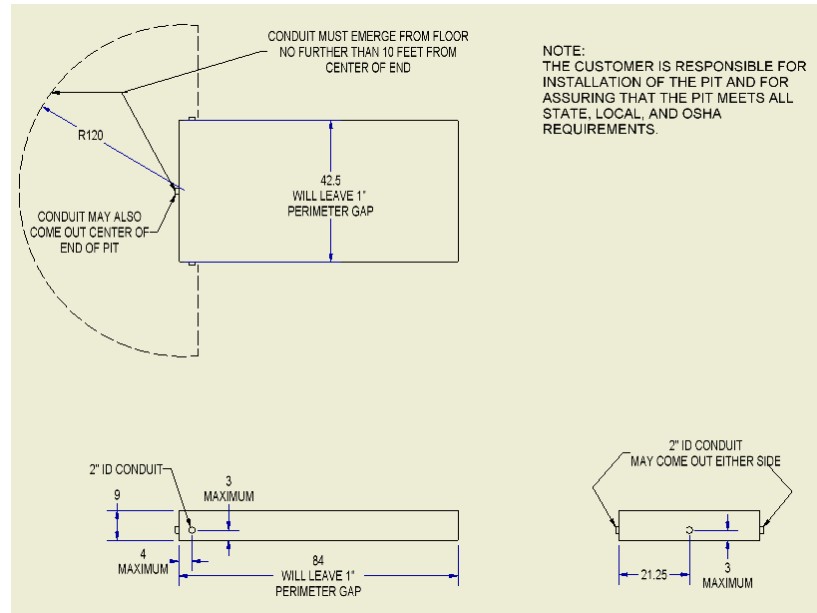 CONDUIT MUST EMERGE FROM FLOOR
NO FURTHER THAN 10 FEET FROM
CENTER OF END
NOTE:
THE CUSTOMER IS RESPONSIBLE FOR
INSTALLATION OF THE PIT AND FOR
ASSURING THAT THE PIT MEETS ALL
STATE, LOCAL, AND OSHA
REQUIREMENTS.
R120
42.5
WILL LEAVE 1"
PERIMETER GAP
CONDUIT MAY ALSO
COME OUT CENTER OF
END OF PIT
2" ID CONDUIT
3
MAXIMUM
9
4
MAXIMUM
84
WILL LEAVE 1"
PERIMETER GAP
2" ID CONDUIT
MAY COME OUT EITHER SIDE
21.25
3
MAXIMUM